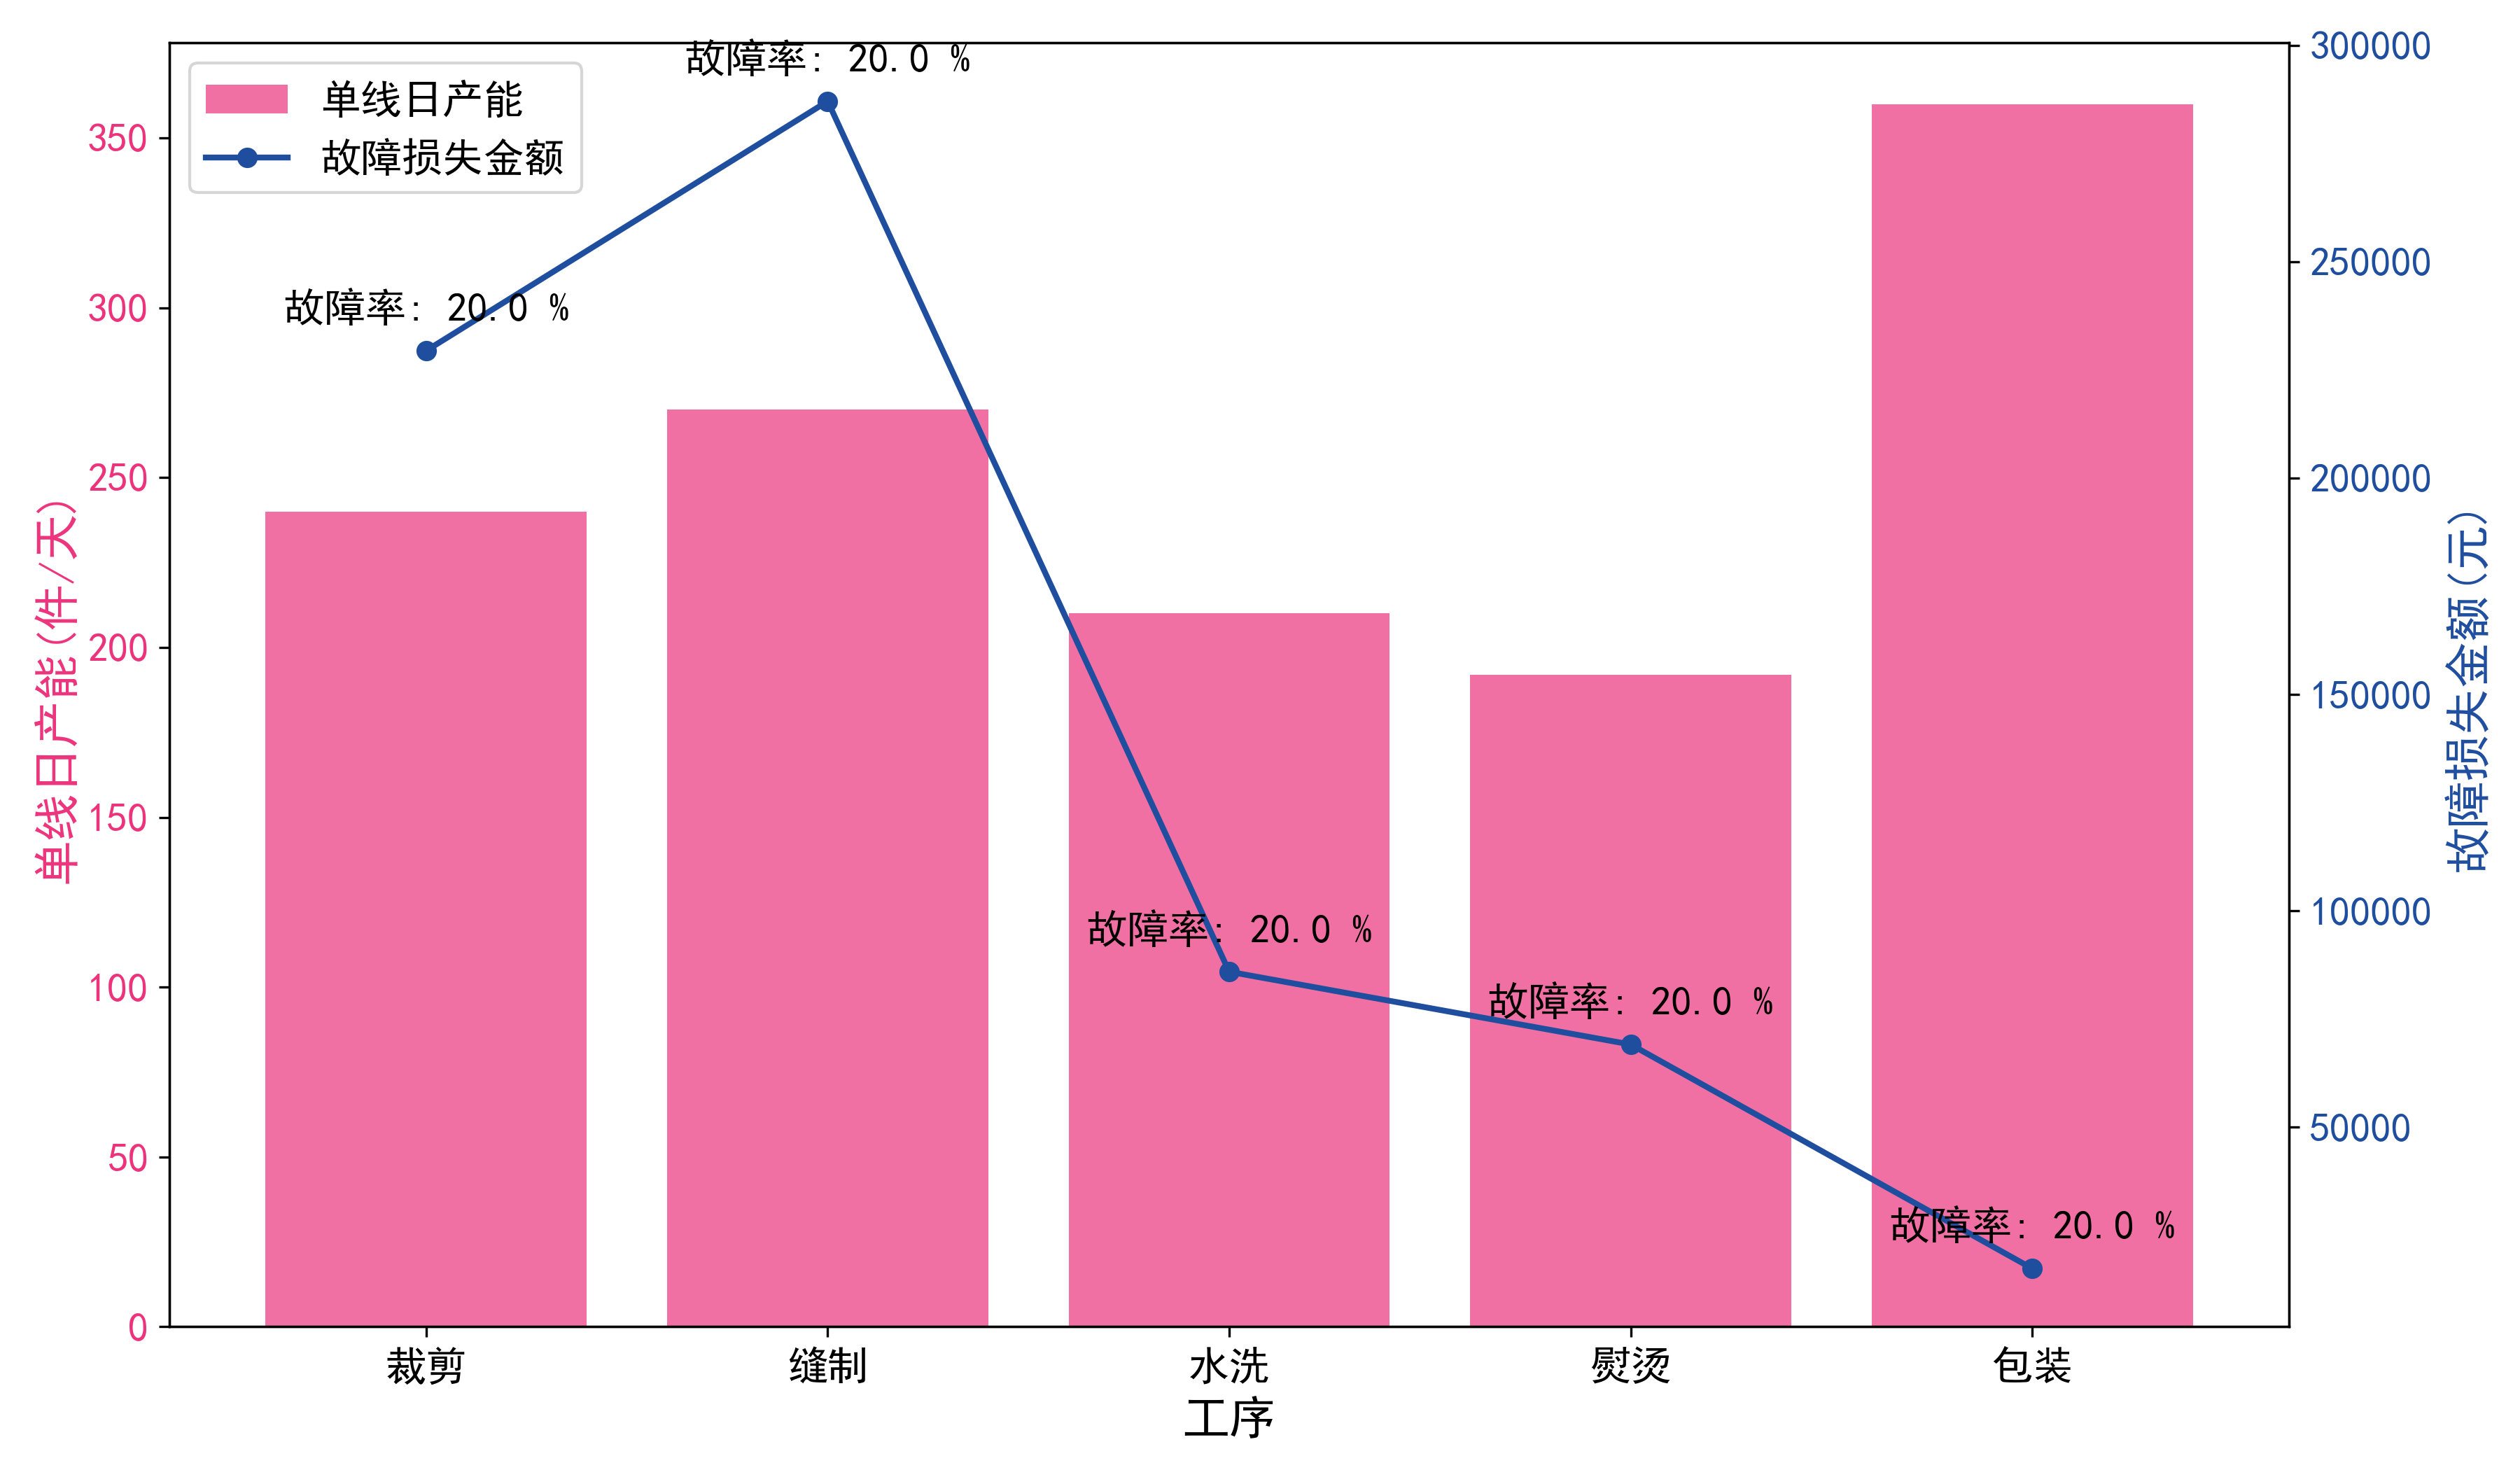 单线日产能
故障损失金额
故障率: 20.0 %
故障率: 20.0 %
故障率: 20.0 %
故障率: 20.0 %
故障率: 20.0 %
单线日产能(件/天)
350
300
250
200
150
100
50
0
300000
250000
200000
150000
100000
50000
故障损失金额(元)
裁剪
缝制
水洗
熨烫
包装
工序